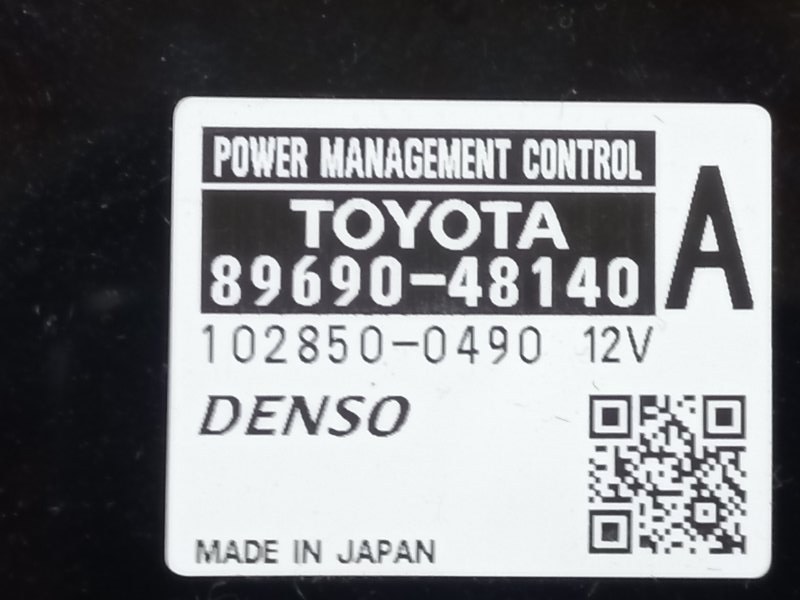 POWER MANAGEMENT CONTROL
TOYOTA
A
89690-48140
102850-0490 12V
DENSO
MADE IN JAPAN